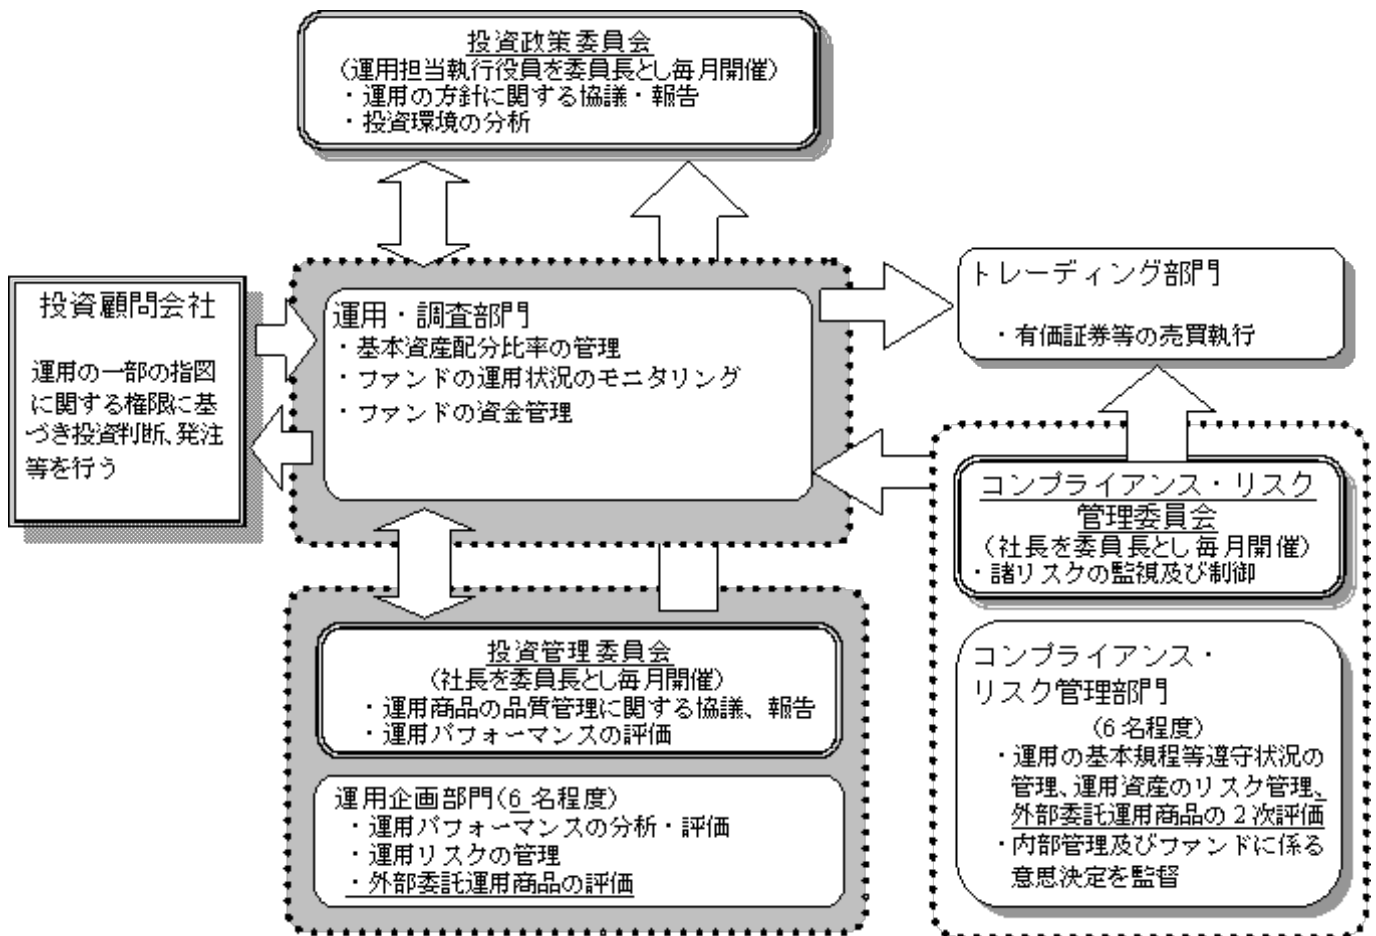 投資政策委員会
(運用担当執行役員を委員長とし毎月開催)
・運用の方針に関する協議・報告
・投資環境の分析
投資顧問会社
運用の一部の指図
に関する権限に基
づき投資判断、発注
等を行う
運用・調査部門
・基本資産配分比率の管理
・ファンドの運用状況のモニタリング
・ファンドの資金管理
トレーディング部門
・有価証券等の売買執行
コンプライアンス・リスク
管理委員会
(社長を委員長とし毎月開催)
・諸リスクの監視及び制御
投資管理委員会
(社長を委員長とし毎月開催)
・運用商品の品質管理に関する協議、報告
・運用パフォーマンスの評価
運用企画部門(6 名程度)
・運用パフォーマンスの分析・評価
・運用リスクの管理
・外部委託運用商品の評価
コンプライアンス・
リスク管理部門
(6 名程度)
・運用の基本規程等遵守状況の
管理、運用資産のリスク管理、
外部委託運用商品の2次評価
・内部管理及びファンドに係る
意思決定を監督